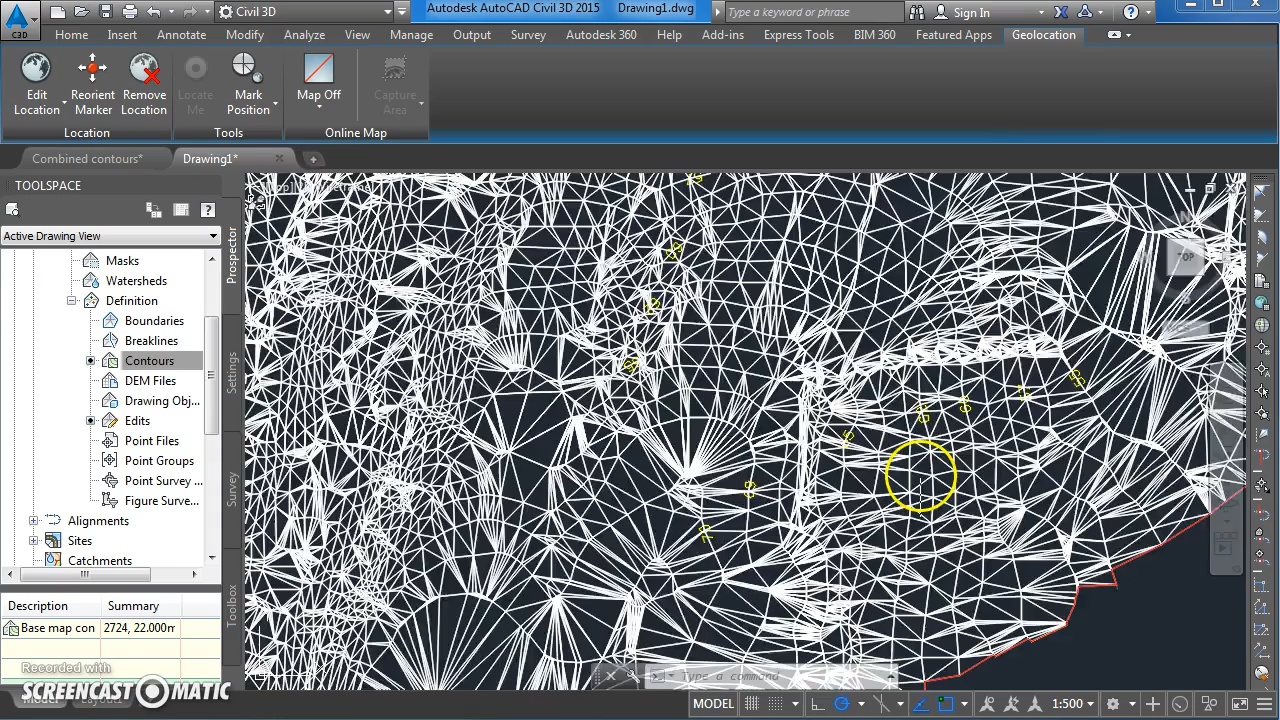 Civil 3D
Autodesk AutoCAD Civil 3D 2015 Drawing1.dwg
Type a keyword or phrase
Sign In
C3D
Home Insert Annotate Modify Analyze View Manage Output Survey Autodesk 360 Help Add-ins Express Tools BIM 360 Featured Apps Geolocation
Edit Location
Reorient Marker
Remove Location
Locate Me
Mark Position
Map Off
Capture Area
Location Tools Online Map
Combined contours* Drawing1*
TOOLSPACE
Active Drawing View
Masks
Watersheds
Definition
Boundaries
Breaklines
Contours
DEM Files
Drawing Obj...
Edits
Point Files
Point Groups
Point Survey ...
Figure Surve...
Alignments
Sites
Catchments
Prospector
Settings
Survey
Toolbox
Description Summary
Base map con 2724, 22.000m
Recorded with
SCREENCAST MATIC
Model Layout1
N
TOP
Type a command
MODEL
1:500